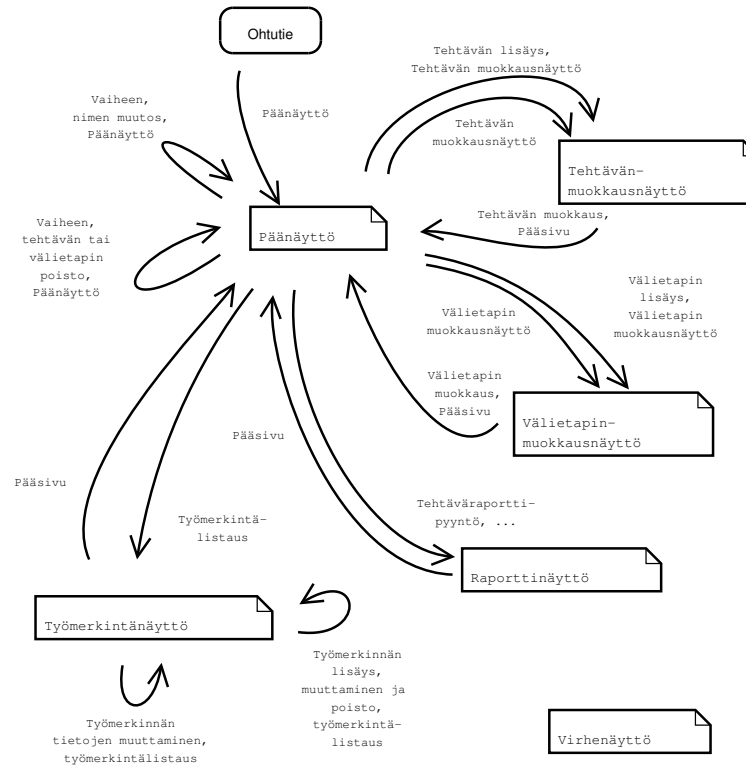 Ohtutie
Tehtävän lisäys,
Tehtävän muokkausnäyttö
Vaiheen,
nimen muutos,
Päänäyttö
Päänäyttö
Tehtävän
muokkausnäyttö
Tehtävän-
muokkausnäyttö
Vaiheen,
tehtävän tai
välietapin
poisto,
Päänäyttö
Päänäyttö
Tehtävän muokkaus,
Pääsivu
Välietapin
lisäys,
Välietapin
muokkausnäyttö
Välietapin
muokkausnäyttö
Välietapin
muokkaus,
Pääsivu
Välietapin-
muokkausnäyttö
Pääsivu
Pääsivu
Työmerkintä-
listaus
Tehtäväraportti-
pyyntö, ...
Raporttinäyttö
Työmerkintänäyttö
Työmerkinnän
lisäys,
muuttaminen ja
poisto,
työmerkintä-
listaus
Työmerkinnän
tietojen muuttaminen,
työmerkintälistaus
Virhenäyttö